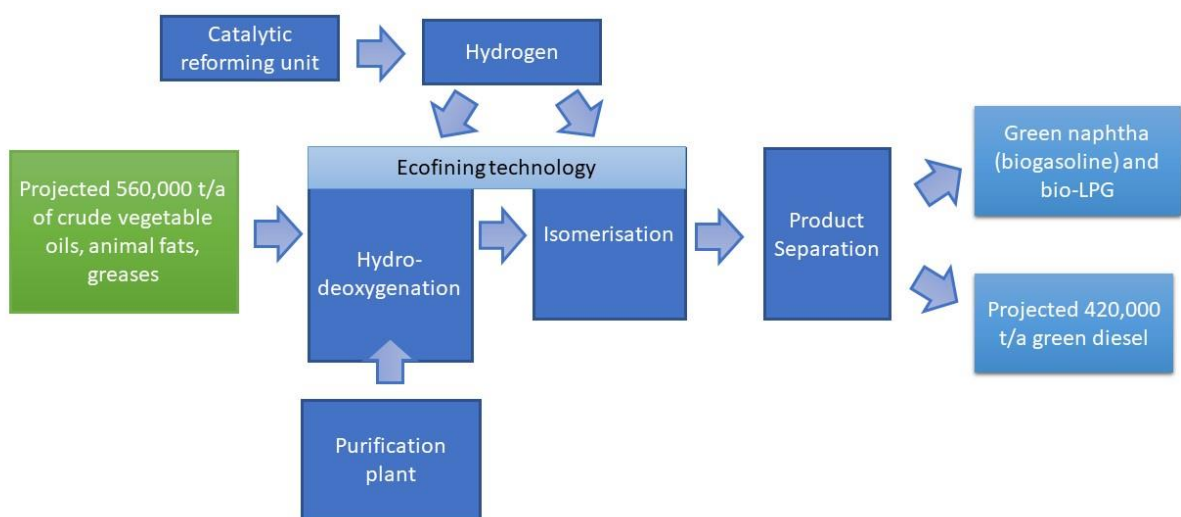 Catalytic
reforming unit
Hydrogen
Projected 560,000 t/a
of crude vegetable
oils, animal fats,
greases
Ecofining technology
Hydro-
deoxygenation
Isomerisation
Product
Separation
Green naphtha
(biogasoline) and
bio-LPG
Projected 420,000
t/a green diesel
Purification
plant